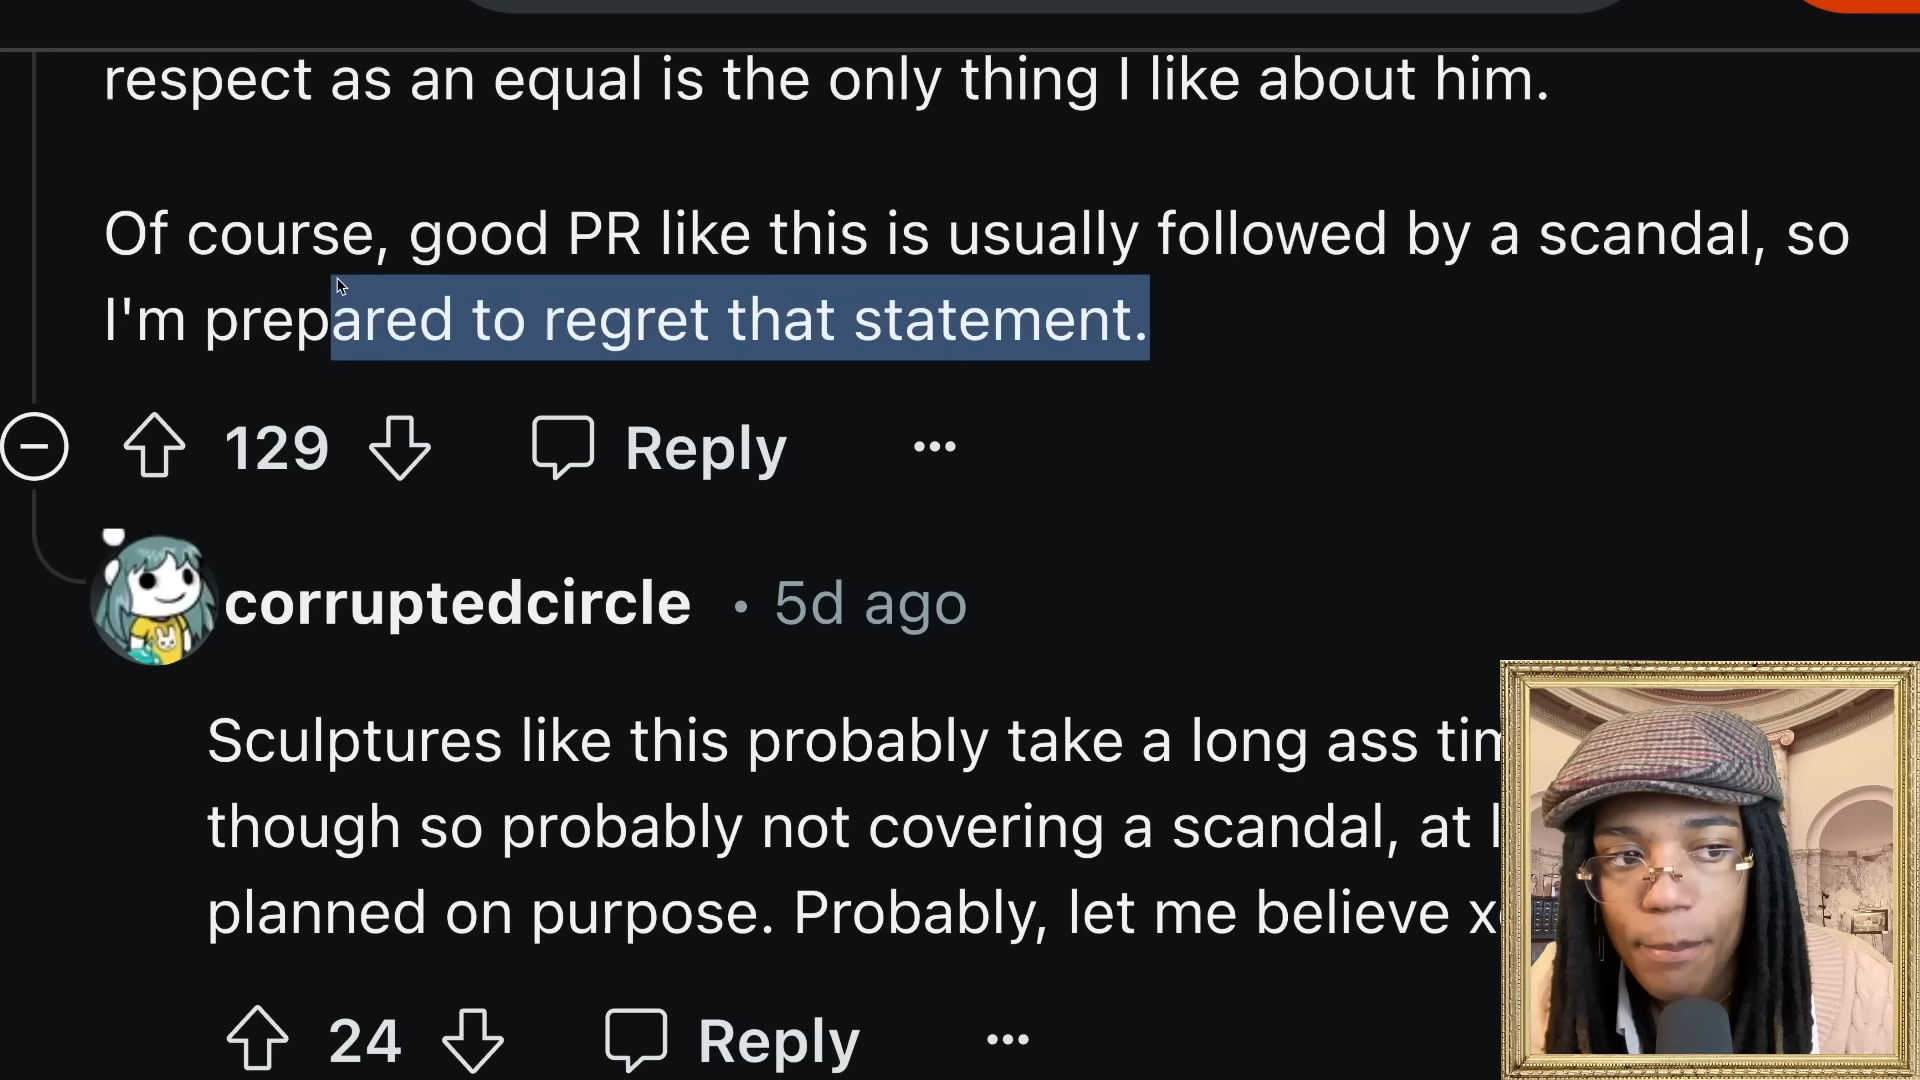 respect as an equal is the only thing I like about him.
Of course, good PR like this is usually followed by a scandal, so
I'm prepared to regret that statement.
129 Reply
corruptedcircle • 5d ago
Sculptures like this probably take a long ass
though so probably not covering a scandal, at
planned on purpose. Probably, let me believe
24 Reply